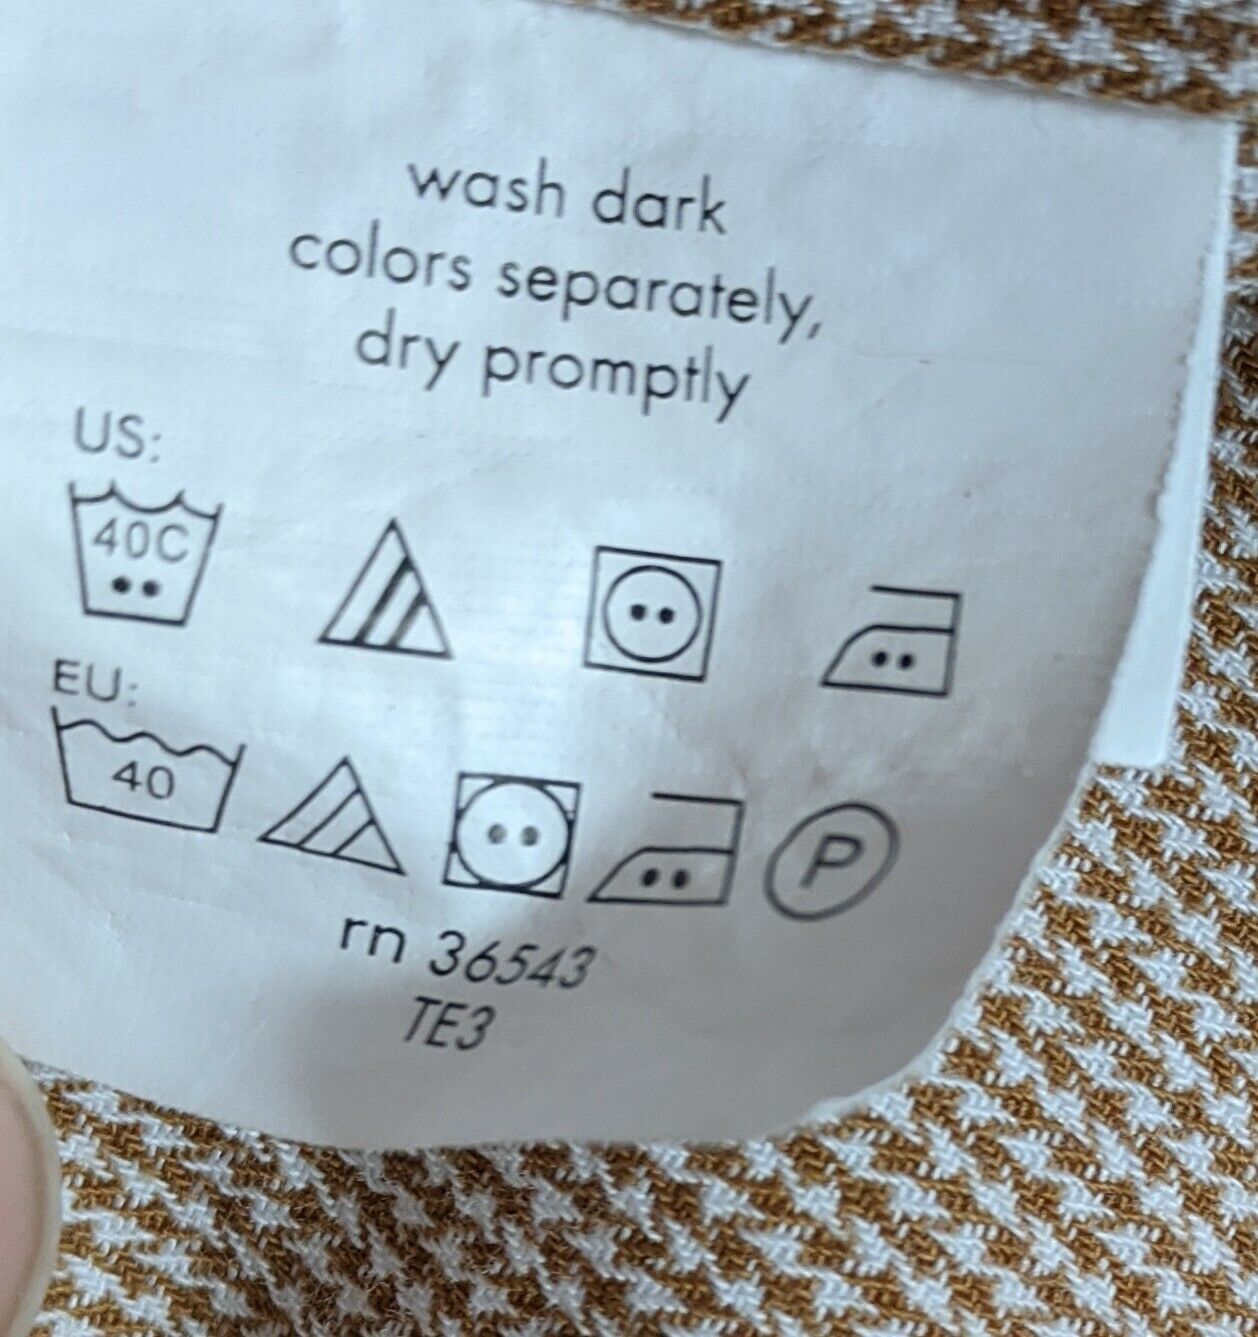 wash dark
colors separately,
dry promptly
US:
40C
EU:
40
P
rn 36543
TE3